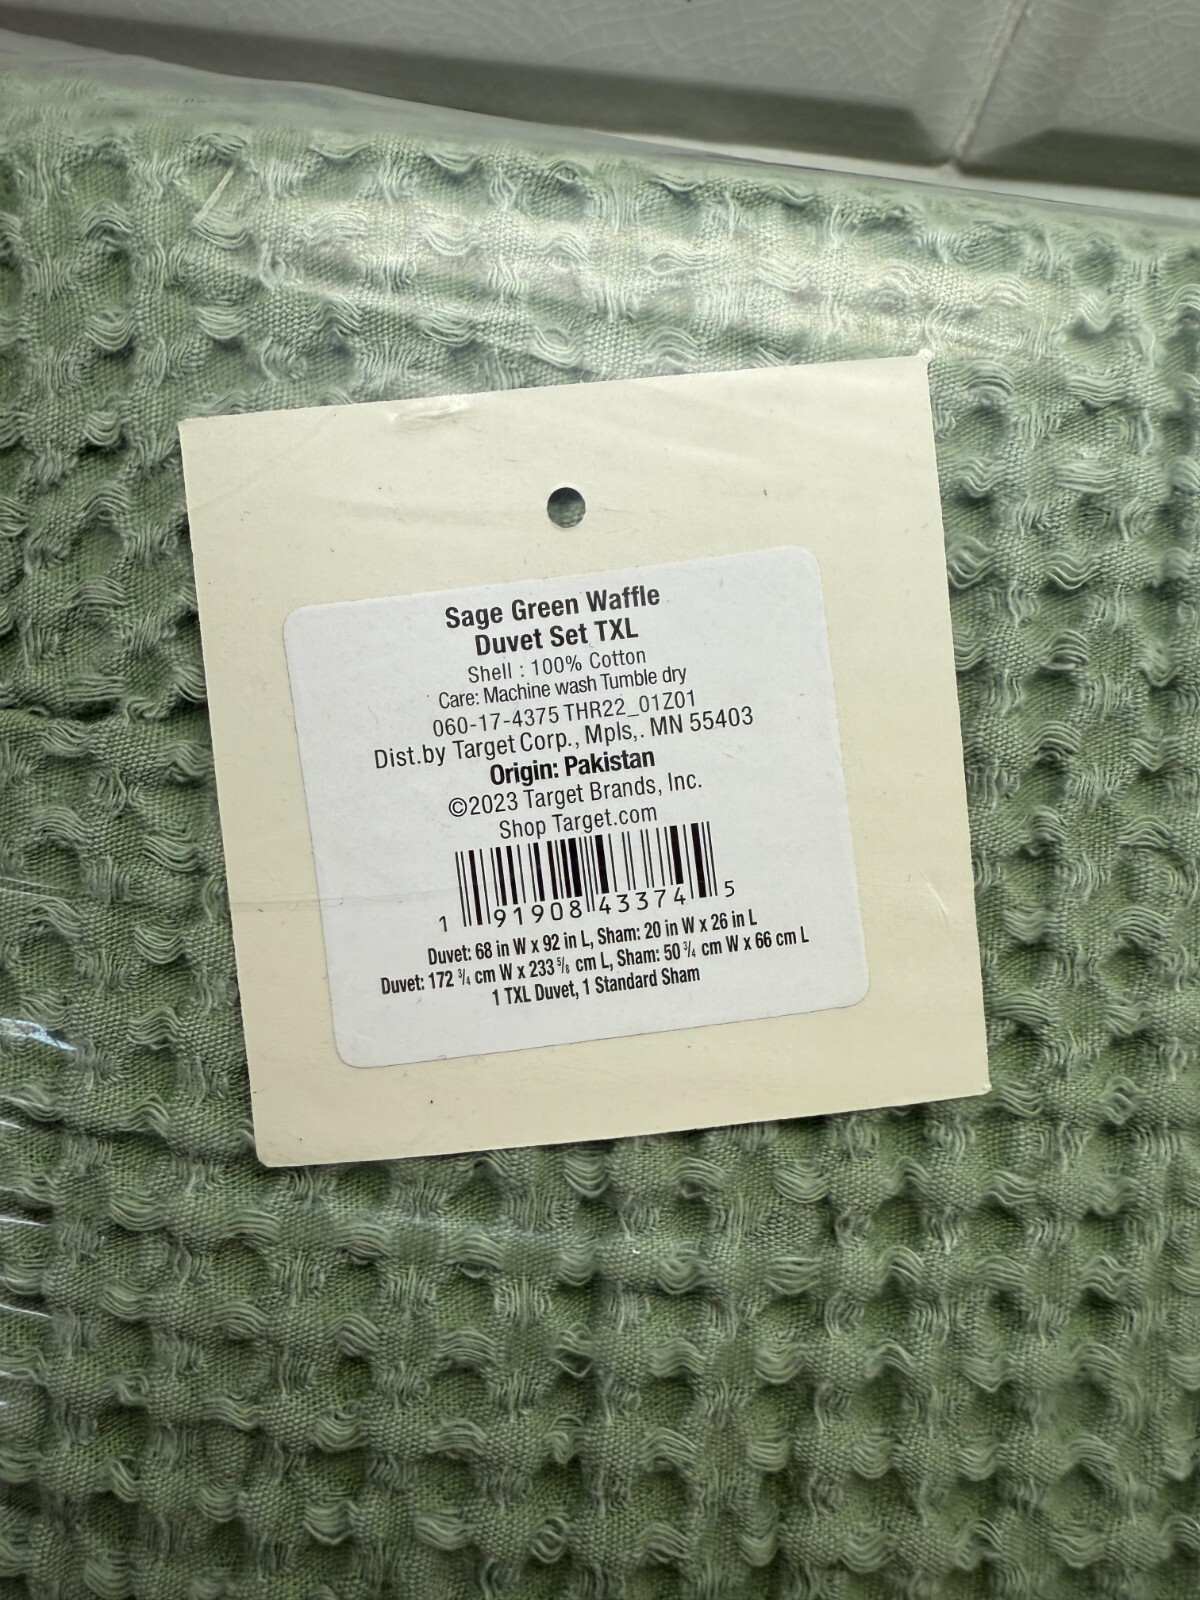 Sage Green Waffle
Duvet Set TXL
Shell : 100% Cotton
Care: Machine wash Tumble dry
060-17-4375 THR22_01Z01
Dist.by Target Corp., Mpls,. MN 55403
Origin: Pakistan
©2023 Target Brands, Inc.
Shop Target.com
1 91908 43374 5
Duvet: 68 in W x 92 in L, Sham: 20 in W x 26 in L
Duvet: 172 ¾ cm W x 233 ⅝ cm L, Sham: 50 ¾ cm W x 66 cm L
1 TXL Duvet, 1 Standard Sham